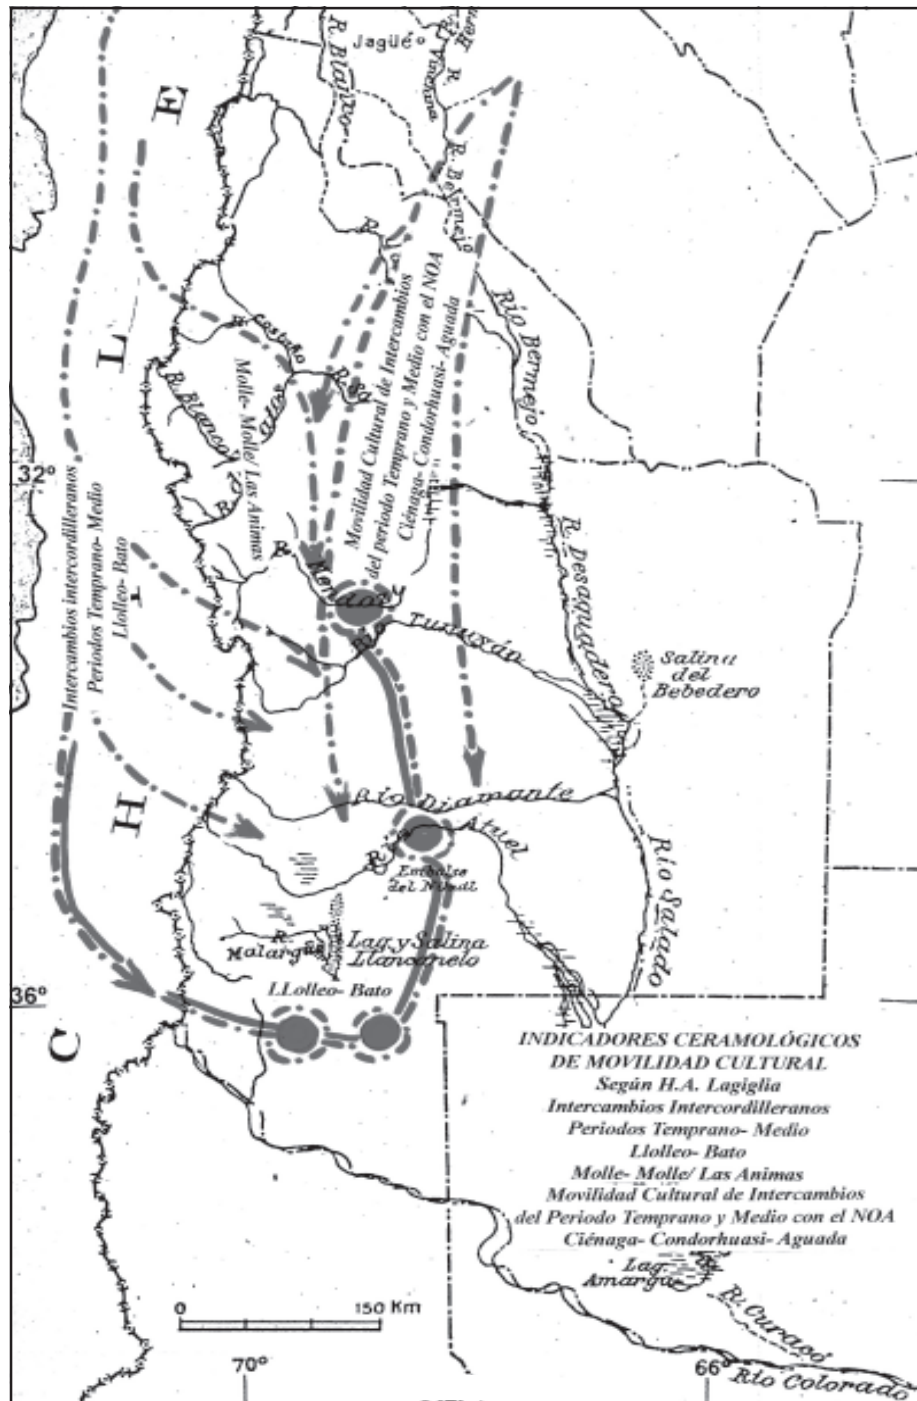 Jagüé
R. Blanco
R. Vinchina
R. Bermejo
E
L
H
C
Río Bermejo
Castaño
R. Blanco
Molle- Molle/ Las Animas
Movilidad Cultural de Intercambios
del periodo Temprano y Medio con el NOA
Ciénaga- Condorhuasi- Aguada
32°
Intercambios intercordilleranos
Periodos Temprano- Medio
Llolleo- Bato
R. Mendoza
R. Desaguadero
Río Tunuyán
Salina
del
Bebedero
Río Diamante
R. Atuel
Embalse
del Nihuil
Río Salado
R.
Malargüe
Lag. y Salina
Llancanelo
LLolleo- Bato
36°
INDICADORES CERAMOLÓGICOS
DE MOVILIDAD CULTURAL
Según H.A. Lagiglia
Intercambios Intercordilleranos
Periodos Temprano- Medio
Llolleo- Bato
Molle- Molle/ Las Animas
Movilidad Cultural de Intercambios
del Periodo Temprano y Medio con el NOA
Ciénaga- Condorhuasi- Aguada
Lag.
Amarga
R. Curacó
0 150 Km
70°
66°
Río Colorado